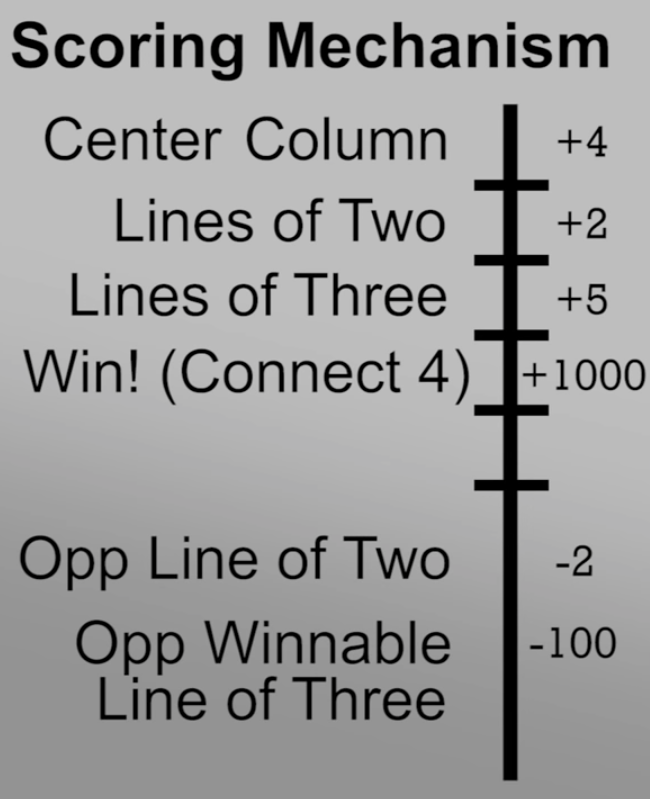 Scoring Mechanism
Center Column +4
Lines of Two +2
Lines of Three +5
Win! (Connect 4) +1000
Opp Line of Two -2
Opp Winnable -100
Line of Three